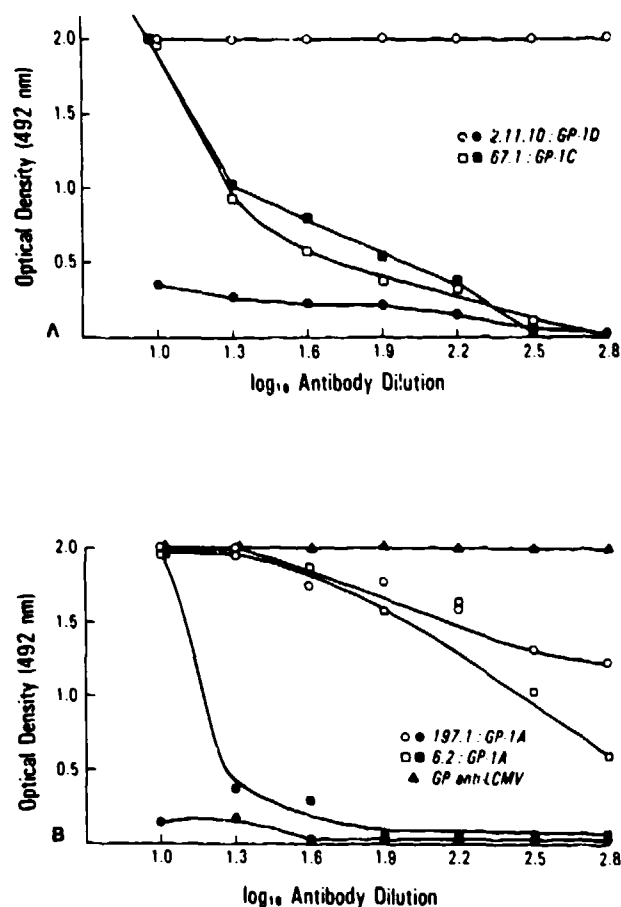 2.0
1.5
1.0
0.5
Optical Density (492 nm)
2.11.10 : GP-1D
67.1 : GP-1C
A
1.0 1.3 1.6 1.9 2.2 2.5 2.8
log₁₀ Antibody Dilution
2.0
1.5
1.0
0.5
Optical Density (492 nm)
197.1 : GP-1A
6.2 : GP-1A
GP anti-LCMV
B
1.0 1.3 1.6 1.9 2.2 2.5 2.8
log₁₀ Antibody Dilution